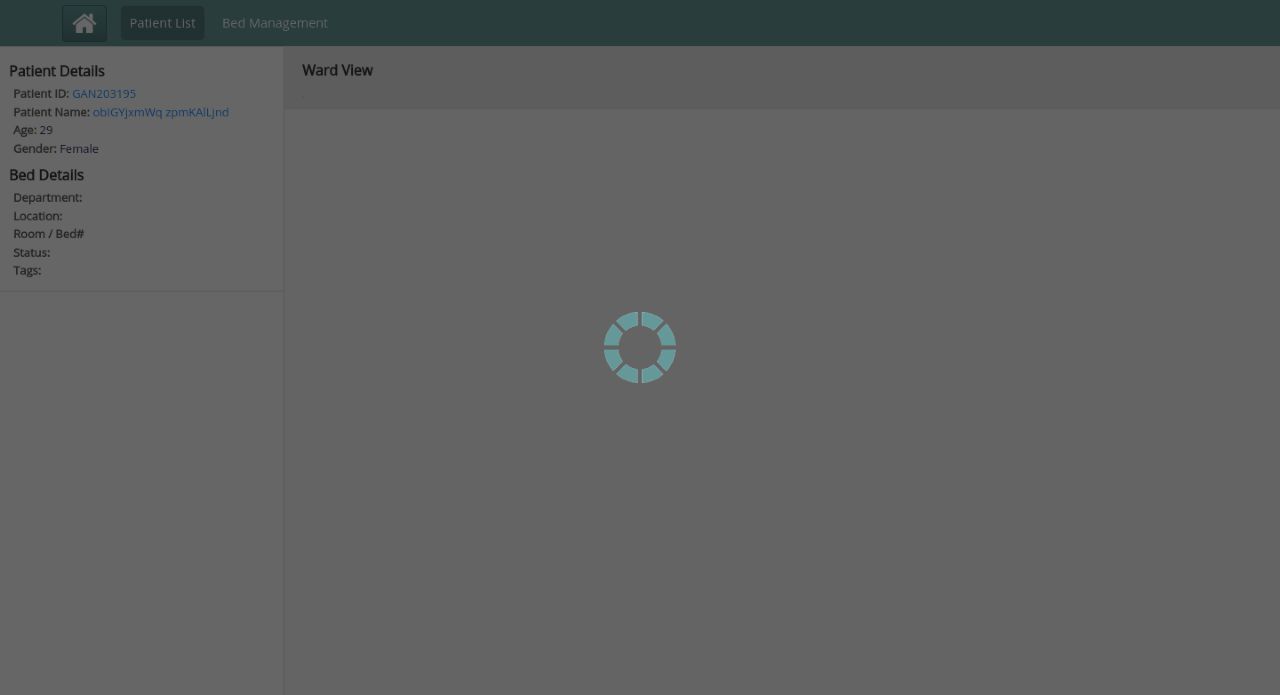 Patient List Bed Management
Patient Details
Patient ID: GAN203195
Patient Name: obiGYjxmWq zpmKAlLjnd
Age: 29
Gender: Female
Bed Details
Department:
Location:
Room / Bed#
Status:
Tags:
Ward View